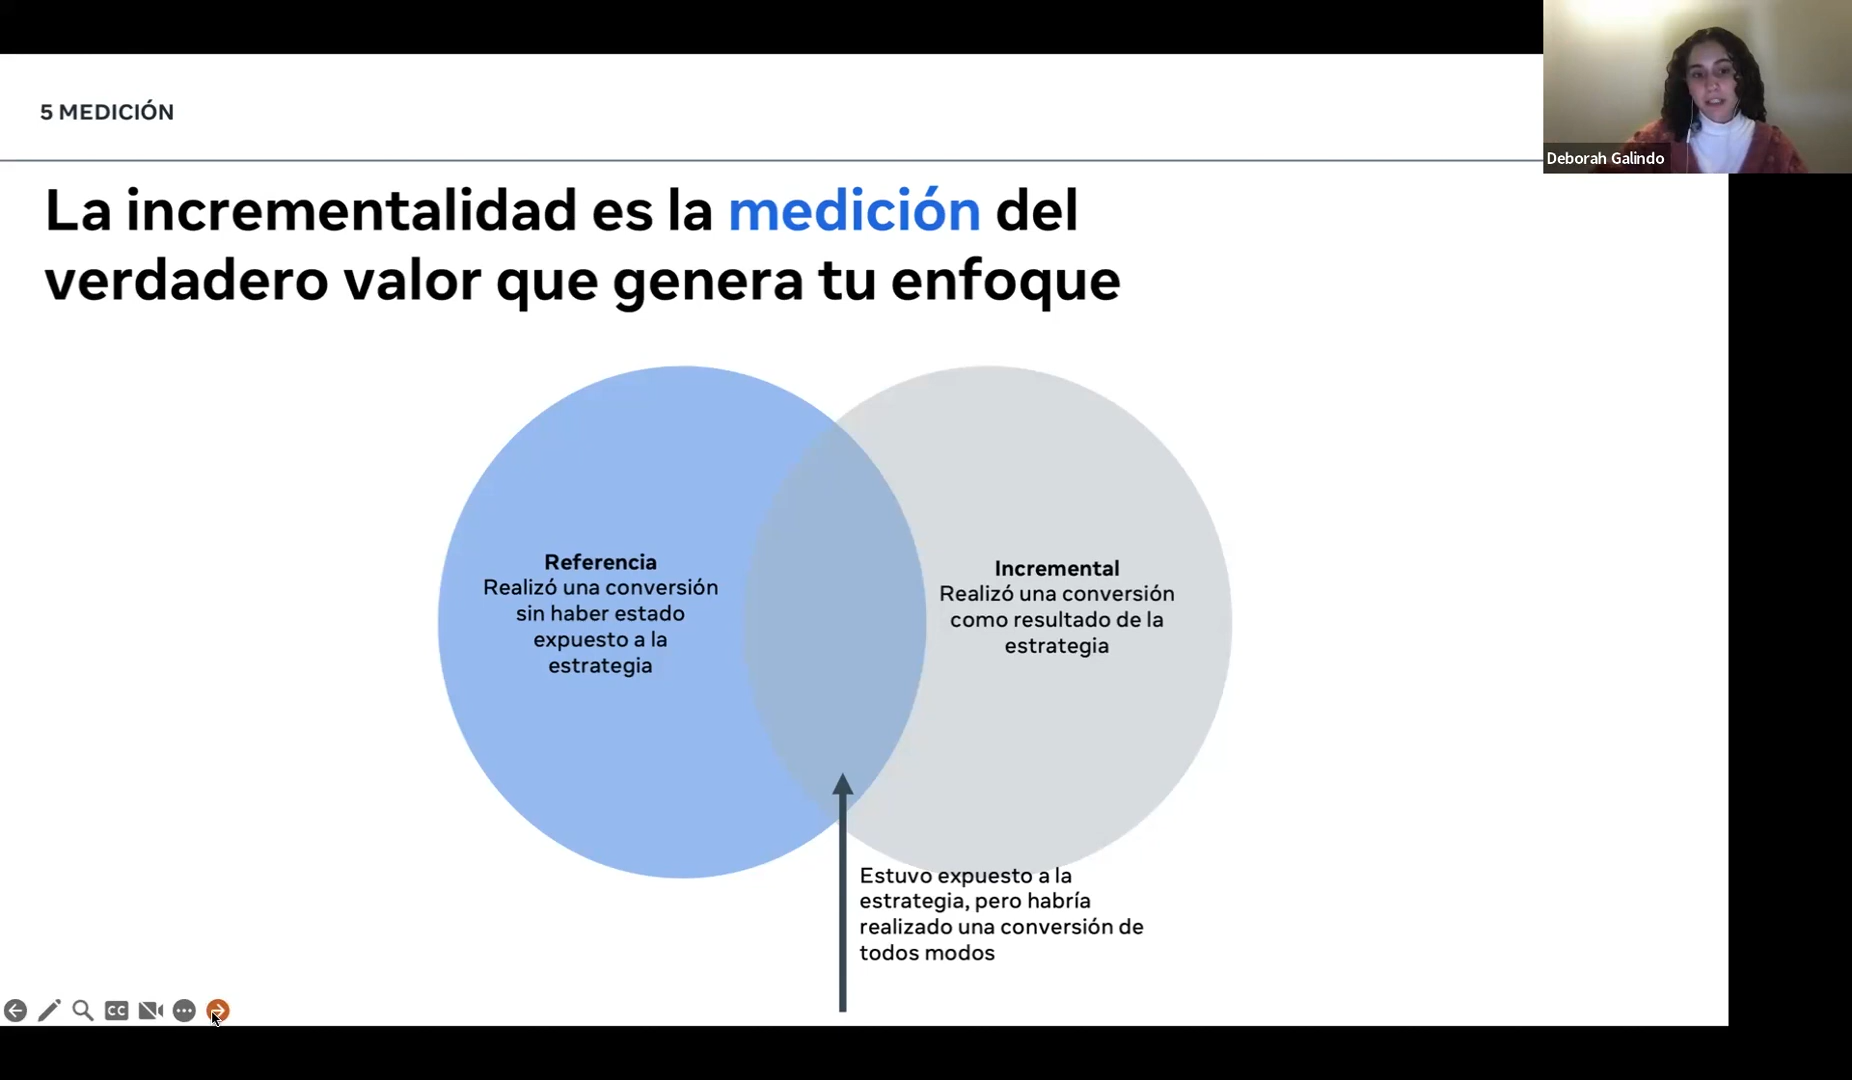 5 MEDICIÓN
Deborah Galindo
La incrementalidad es la medición del
verdadero valor que genera tu enfoque
Referencia
Realizó una conversión
sin haber estado
expuesto a la
estrategia
Incremental
Realizó una conversión
como resultado de la
estrategia
Estuvo expuesto a la
estrategia, pero habría
realizado una conversión de
todos modos
CC